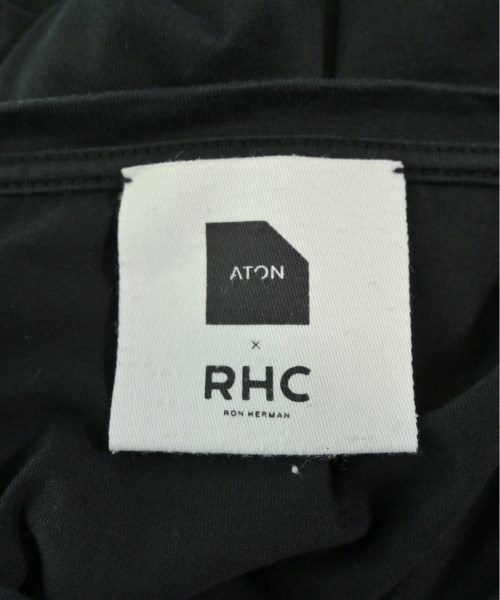 ATON
×
RHC
RON HERMAN